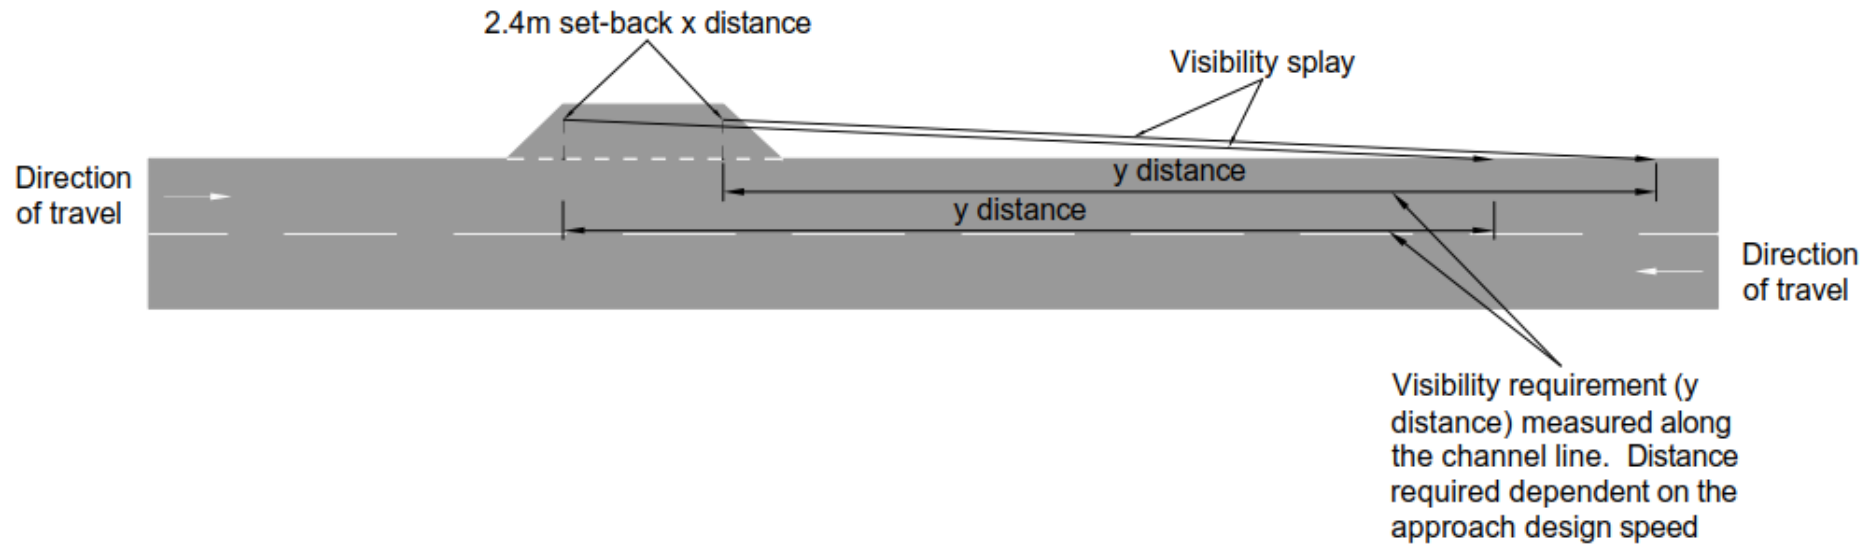 2.4m set-back x distance
Visibility splay
Direction
of travel
y distance
y distance
Direction
of travel
Visibility requirement (y
distance) measured along
the channel line.  Distance
required dependent on the
approach design speed